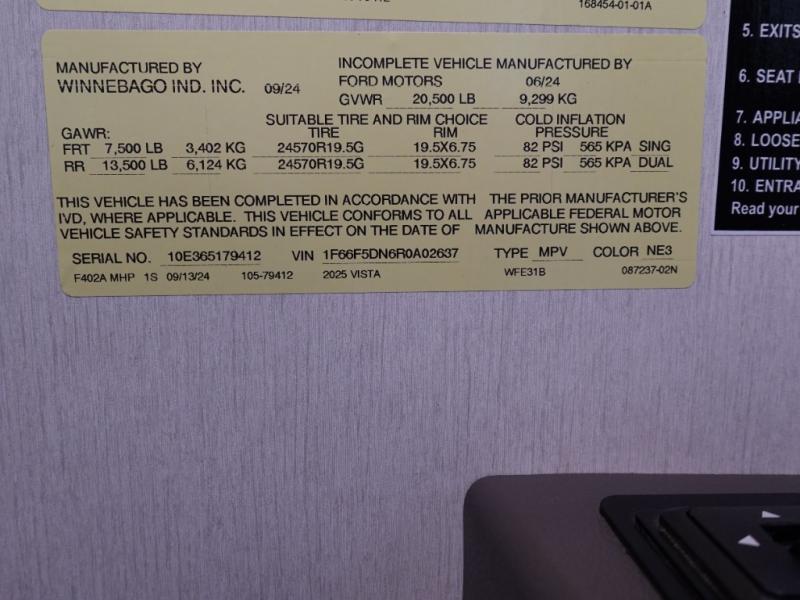 168454-01-01A
MANUFACTURED BY
WINNEBAGO IND. INC. 09/24
INCOMPLETE VEHICLE MANUFACTURED BY
FORD MOTORS 06/24
GVWR 20,500 LB 9,299 KG
SUITABLE TIRE AND RIM CHOICE COLD INFLATION
GAWR: TIRE RIM PRESSURE
FRT 7,500 LB 3,402 KG 24570R19.5G 19.5X6.75 82 PSI 565 KPA SING
RR 13,500 LB 6,124 KG 24570R19.5G 19.5X6.75 82 PSI 565 KPA DUAL
THIS VEHICLE HAS BEEN COMPLETED IN ACCORDANCE WITH THE PRIOR MANUFACTURER'S
IVD, WHERE APPLICABLE. THIS VEHICLE CONFORMS TO ALL APPLICABLE FEDERAL MOTOR
VEHICLE SAFETY STANDARDS IN EFFECT ON THE DATE OF MANUFACTURE SHOWN ABOVE.
SERIAL NO. 10E365179412 VIN 1F66F5DN6R0A02637 TYPE MPV COLOR NE3
F402A MHP 1S 09/13/24 105-79412 2025 VISTA WFE31B 087237-02N
5. EXITS
6. SEAT
7. APPLIA
8. LOOSE
9. UTILITY
10. ENTRA
Read your